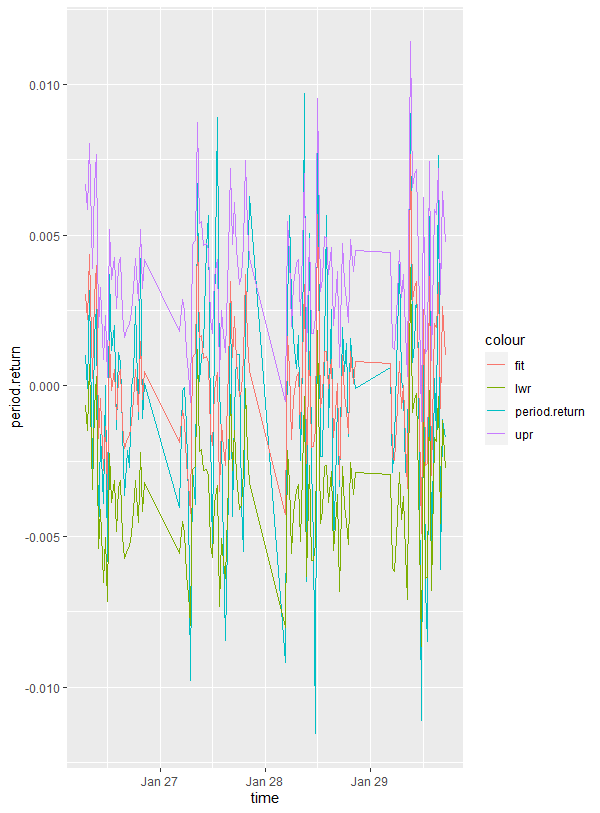 0.010
0.005
0.000
-0.005
-0.010
period.return
Jan 27
Jan 28
Jan 29
time
colour
fit
lwr
period.return
upr